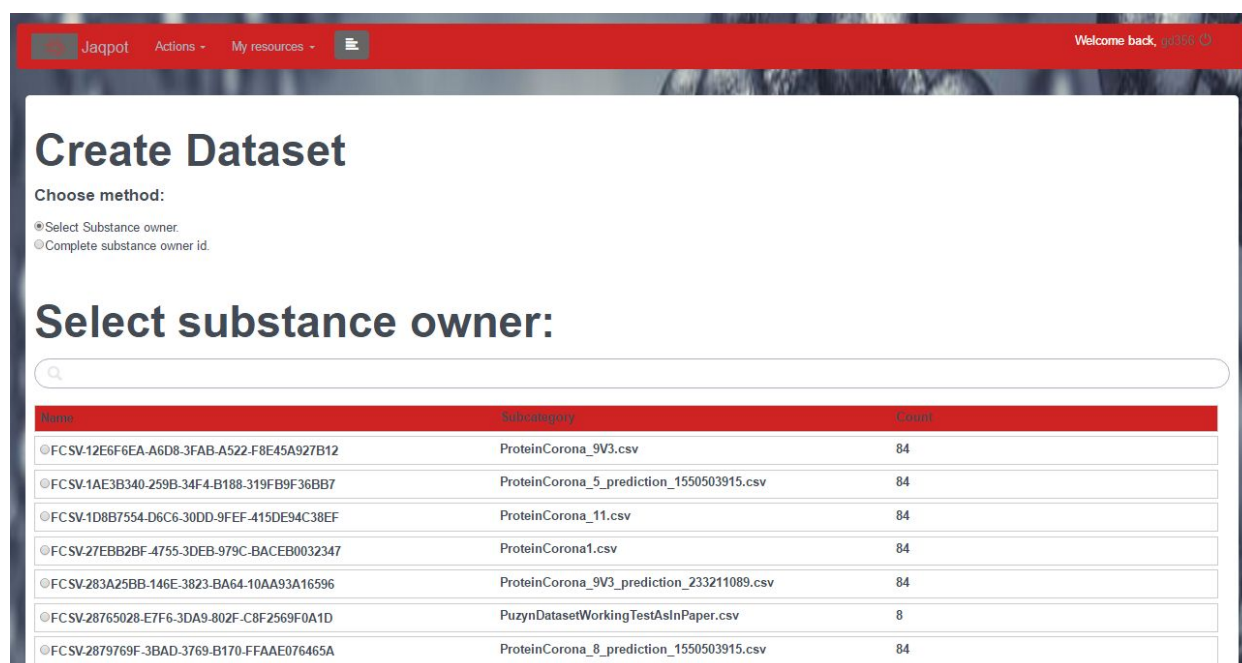 Jaqpot Actions My resources Welcome back, gd356
Create Dataset
Choose method:
Select Substance owner.
Complete substance owner id.
Select substance owner:
Name Subcategory Count
FCSV-12E6F6EA-A6D8-3FAB-A522-F8E45A927B12 ProteinCorona_9V3.csv 84
FCSV-1AE3B340-259B-34F4-B188-319FB9F36BB7 ProteinCorona_5_prediction_1550503915.csv 84
FCSV-1D8B7554-D6C6-30DD-9FEF-415DE94C38EF ProteinCorona_11.csv 84
FCSV-27EBB2BF-4755-3DEB-979C-BACEB0032347 ProteinCorona1.csv 84
FCSV-283A25BB-146E-3823-BA64-10AA93A16596 ProteinCorona_9V3_prediction_233211089.csv 84
FCSV-28765028-E7F6-3DA9-802F-C8F2569F0A1D PuzynDatasetWorkingTestAsInPaper.csv 8
FCSV-2879769F-3BAD-3769-B170-FFAAE076465A ProteinCorona_8_prediction_1550503915.csv 84